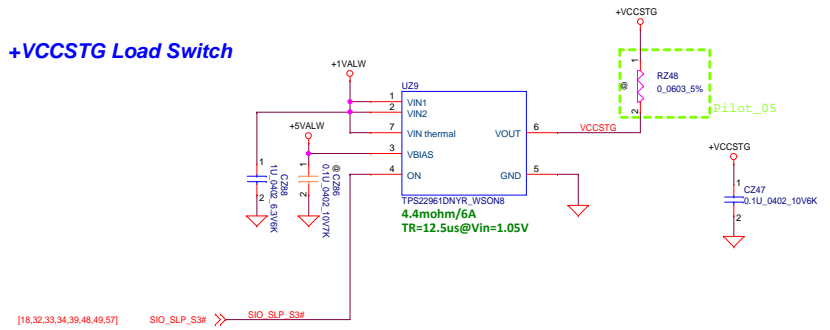 +VCCSTG Load Switch
+VCCSTG
1
@
RZ48
0_0603_5%
2
Pilot_05
+1VALW
UZ9
1
VIN1
2
VIN2
7
VIN thermal
VOUT
6
VCCSTG
+5VALW
3
VBIAS
4
ON
GND
5
TPS22961DNYR_WSON8
4.4mohm/6A
TR=12.5us@Vin=1.05V
1
2
CZ88
1U_0402_6.3V6K
1
2
@ CZ86
0.1U_0402_10V7K
+VCCSTG
1
CZ47
0.1U_0402_10V6K
2
[18,32,33,34,39,48,49,57]
SIO_SLP_S3#
SIO_SLP_S3#